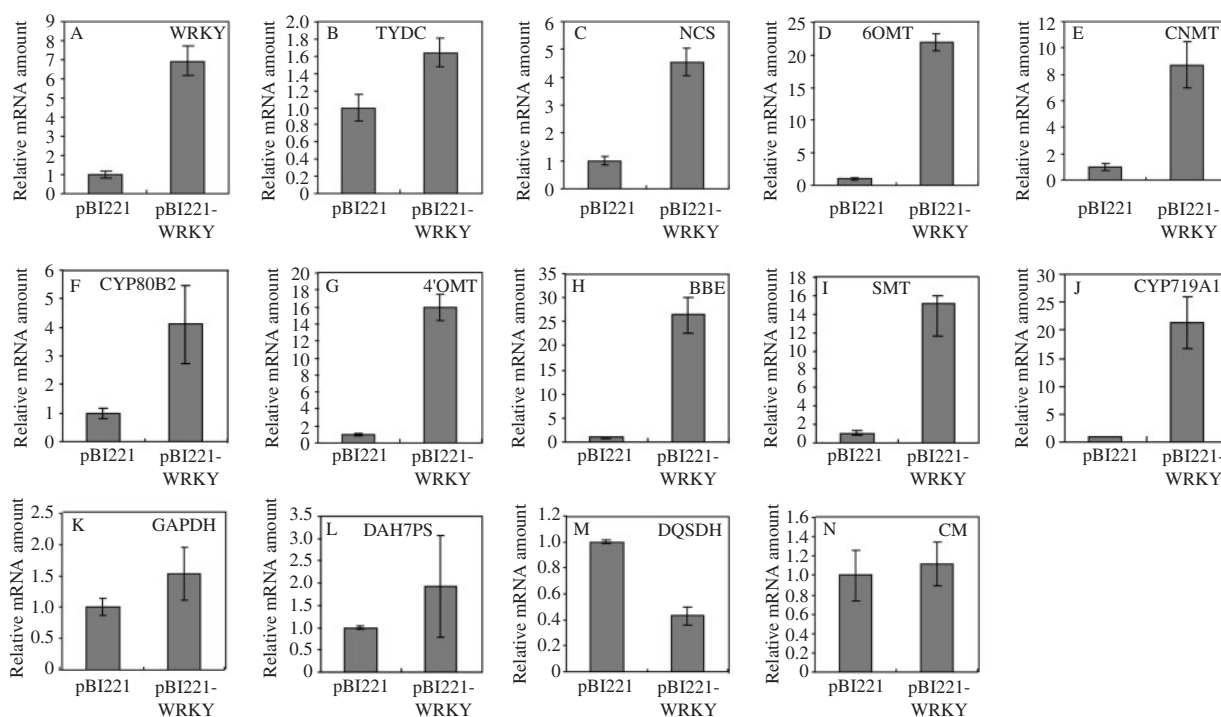 A WRKY
Relative mRNA amount
9
8
7
6
5
4
3
2
1
0
pBI221 pBI221-
WRKY
B TYDC
Relative mRNA amount
2.0
1.8
1.6
1.4
1.2
1.0
0.8
0.6
0.4
0.2
0
pBI221 pBI221-
WRKY
C NCS
Relative mRNA amount
6
5
4
3
2
1
0
pBI221 pBI221-
WRKY
D 6OMT
Relative mRNA amount
25
20
15
10
5
0
pBI221 pBI221-
WRKY
E CNMT
Relative mRNA amount
12
10
8
6
4
2
0
pBI221 pBI221-
WRKY
F CYP80B2
Relative mRNA amount
6
5
4
3
2
1
0
pBI221 pBI221-
WRKY
G 4'OMT
Relative mRNA amount
20
18
16
14
12
10
8
6
4
2
0
pBI221 pBI221-
WRKY
H BBE
Relative mRNA amount
35
30
25
20
15
10
5
0
pBI221 pBI221-
WRKY
I SMT
Relative mRNA amount
18
16
14
12
10
8
6
4
2
0
pBI221 pBI221-
WRKY
J CYP719A1
Relative mRNA amount
30
25
20
15
10
5
0
pBI221 pBI221-
WRKY
K GAPDH
Relative mRNA amount
2.5
2.0
1.5
1.0
0.5
0
pBI221 pBI221-
WRKY
L DAH7PS
Relative mRNA amount
3.5
3.0
2.5
2.0
1.5
1.0
0.5
0
pBI221 pBI221-
WRKY
M DQSDH
Relative mRNA amount
1.2
1.0
0.8
0.6
0.4
0.2
0
pBI221 pBI221-
WRKY
N CM
Relative mRNA amount
1.6
1.4
1.2
1.0
0.8
0.6
0.4
0.2
0
pBI221 pBI221-
WRKY